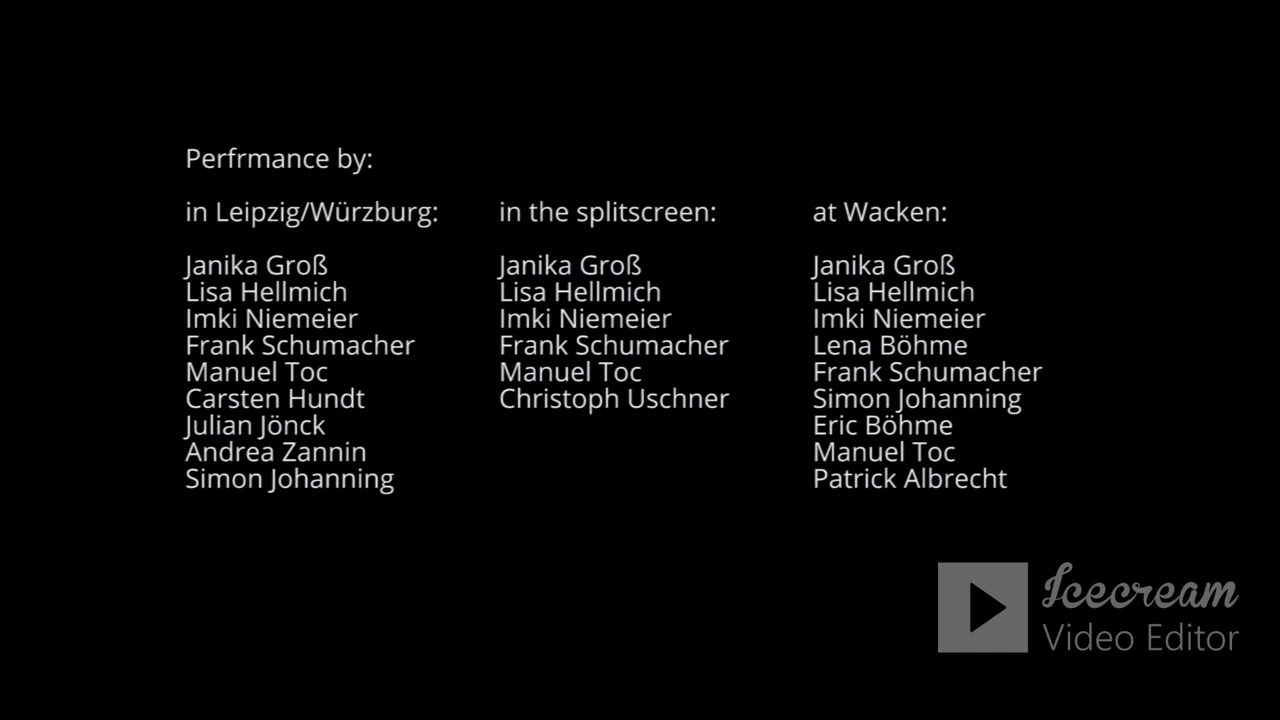 Perfrmance by:
in Leipzig/Würzburg:
Janika Groß
Lisa Hellmich
Imki Niemeier
Frank Schumacher
Manuel Toc
Carsten Hundt
Julian Jönck
Andrea Zannin
Simon Johanning
in the splitscreen:
Janika Groß
Lisa Hellmich
Imki Niemeier
Frank Schumacher
Manuel Toc
Christoph Uschner
at Wacken:
Janika Groß
Lisa Hellmich
Imki Niemeier
Lena Böhme
Frank Schumacher
Simon Johanning
Eric Böhme
Manuel Toc
Patrick Albrecht
Icecream
Video Editor